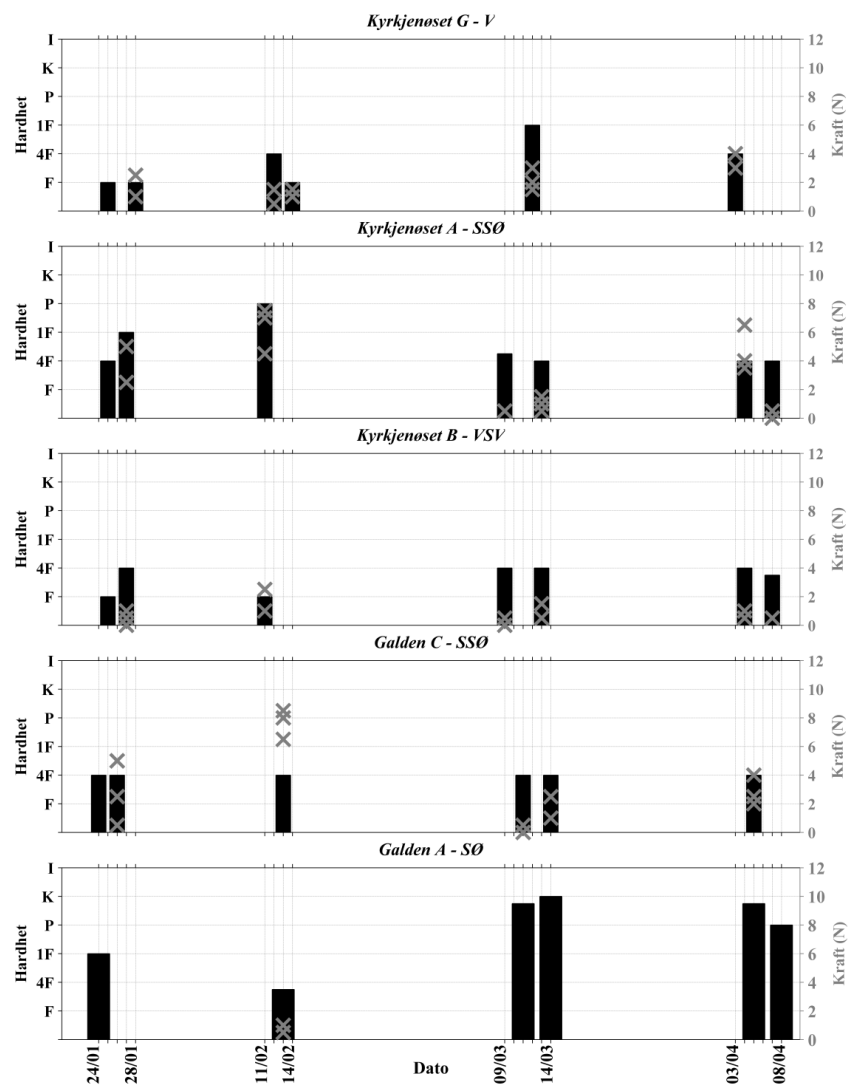 Kyrkjenøset G - V
I
K
P
1F
4F
F
Hardhet
12
10
8
6
4
2
0
Kraft (N)
Kyrkjenøset A - SSØ
I
K
P
1F
4F
F
Hardhet
12
10
8
6
4
2
0
Kraft (N)
Kyrkjenøset B - VSV
I
K
P
1F
4F
F
Hardhet
12
10
8
6
4
2
0
Kraft (N)
Galden C - SSØ
I
K
P
1F
4F
F
Hardhet
12
10
8
6
4
2
0
Kraft (N)
Galden A - SØ
I
K
P
1F
4F
F
Hardhet
12
10
8
6
4
2
0
Kraft (N)
24/01
28/01
11/02
14/02
09/03
14/03
03/04
08/04
Dato